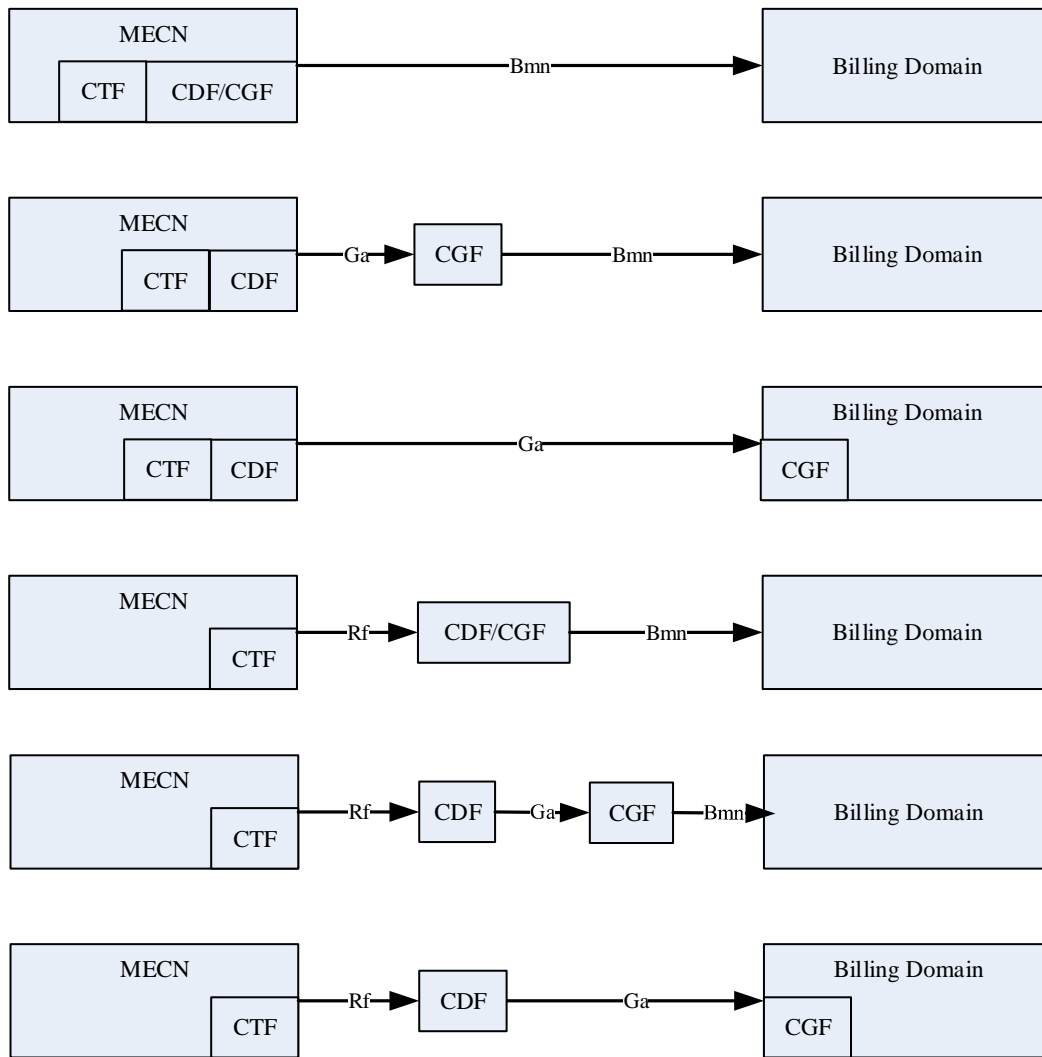 MECN
CTF
CDF/CGF
Bmn
Billing Domain
MECN
CTF
CDF
Ga
CGF
Bmn
Billing Domain
MECN
CTF
CDF
Ga
Billing Domain
CGF
MECN
CTF
Rf
CDF/CGF
Bmn
Billing Domain
MECN
CTF
Rf
CDF
Ga
CGF
Bmn
Billing Domain
MECN
CTF
Rf
CDF
Ga
Billing Domain
CGF